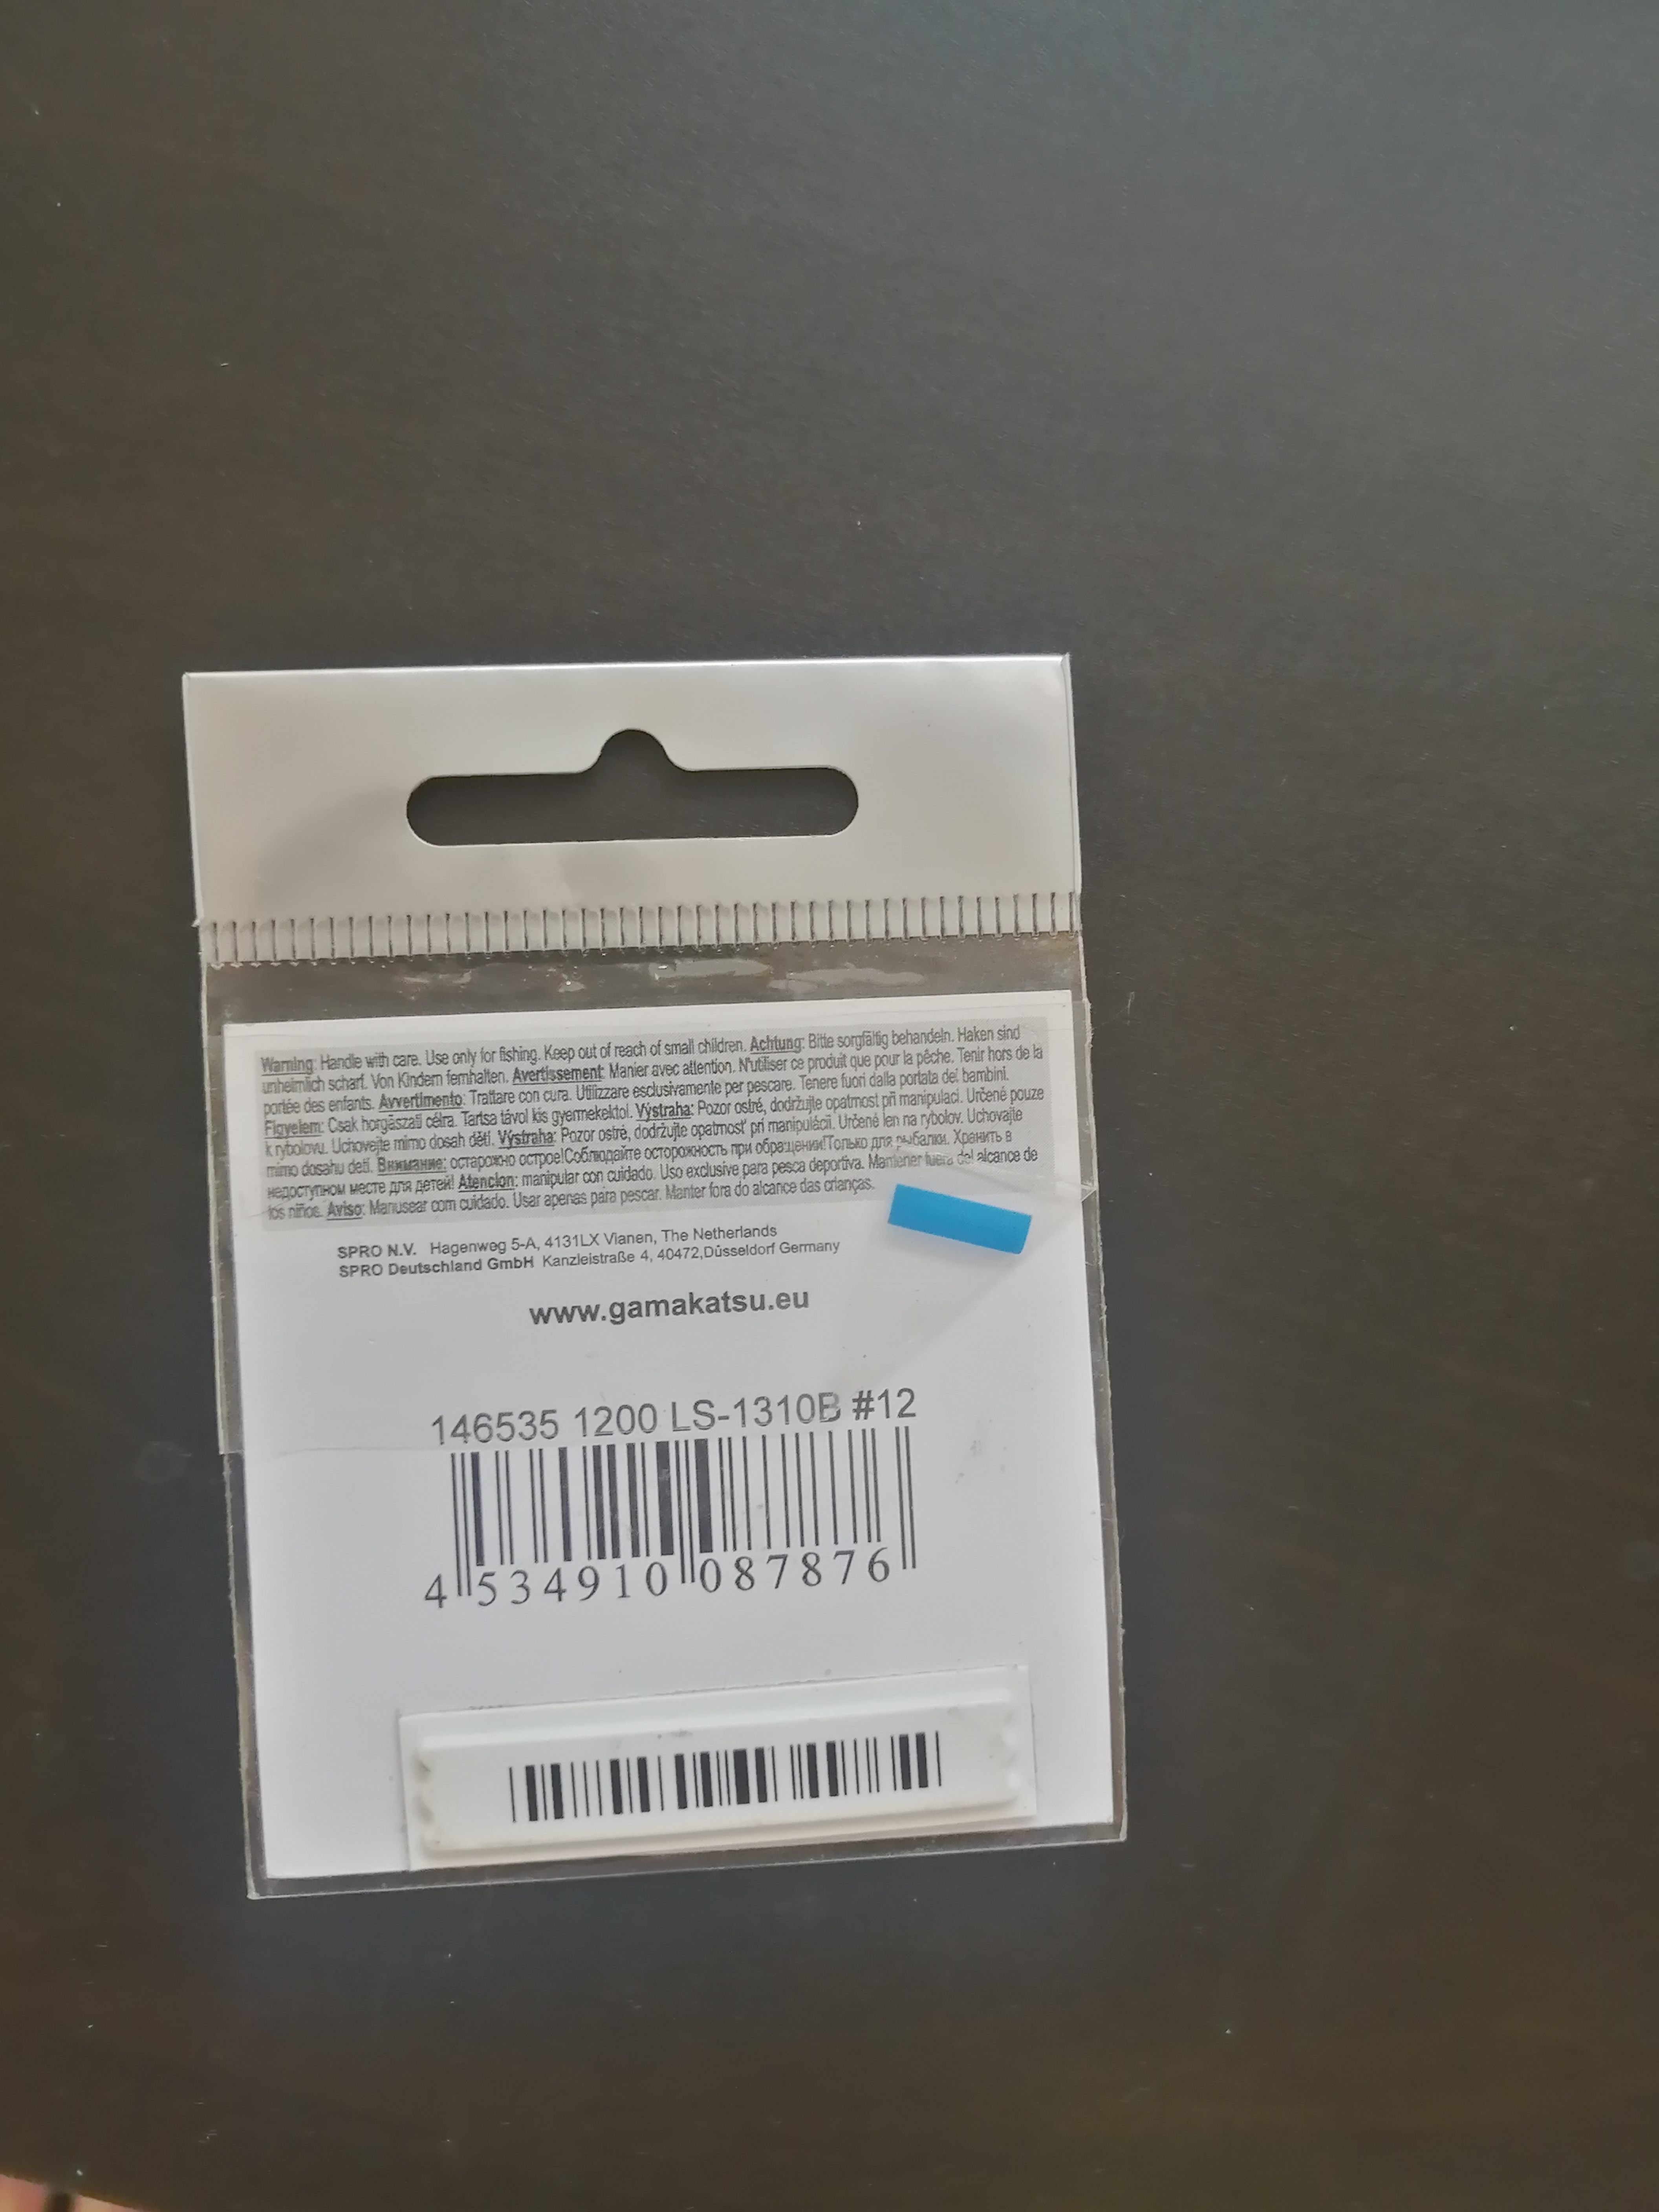 Warning: Handle with care. Use only for fishing. Keep out of reach of small children. Achtung: Bitte sorgfältig behandeln. Haken sind
unheimlich scharf. Von Kindern fernhalten. Avertissement: Manier avec attention. N'utiliser ce produit que pour la pêche. Tenir hors de la
portée des enfants. Avvertimento: Trattare con cura. Utilizzare esclusivamente per pescare. Tenere fuori dalla portata dei bambini.
Figyelem: Csak horgászati célra. Tartsa távol kis gyermekektol. Výstraha: Pozor ostré, dodržujte opatrnost při manipulaci. Určené pouze
k rybolovu. Uchovejte mimo dosah dětí. Výstraha: Pozor ostré, dodržujte opatrnosť pri manipulácii. Určené len na rybolov. Uchovajte
mimo dosahu detí. Внимание: остарожно острое!Соблюдайте осторожность при обращении!Только для рыбалки. Хранить в
недоступном месте для детей! Atencion: manipular con cuidado. Uso exclusive para pesca deportiva. Mantener fuera del alcance de
los niños. Aviso: Manusear com cuidado. Usar apenas para pescar. Manter fora do alcance das crianças.
SPRO N.V. Hagenweg 5-A, 4131LX Vianen, The Netherlands
SPRO Deutschland GmbH Kanzleistraße 4, 40472,Düsseldorf Germany
www.gamakatsu.eu
146535 1200 LS-1310B #12
4 534910 087876